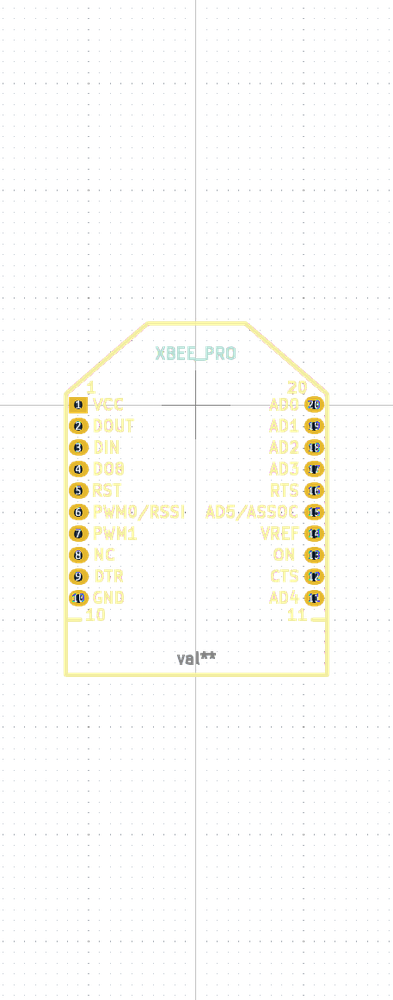 XBEE_PRO
1 20
1 VCC AD0 20
2 DOUT AD1 19
3 DIN AD2 18
4 DO8 AD3 17
5 RST RTS 16
6 PWM0/RSSI AD5/ASSOC 15
7 PWM1 VREF 14
8 NC ON 13
9 DTR CTS 12
10 GND AD4 11
10 11
val**